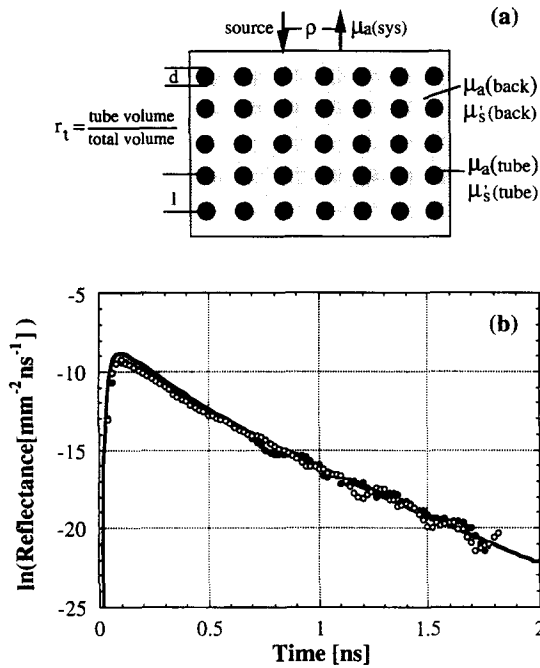 (a)
source ρ μa(sys)
d
μa(back)
μ's(back)
rt = tube volume
total volume
μa(tube)
μ's(tube)
l
(b)
ln(Reflectance[mm-2ns-1])
-5
-10
-15
-20
-25
0 0.5 1.0 1.5 2
Time [ns]